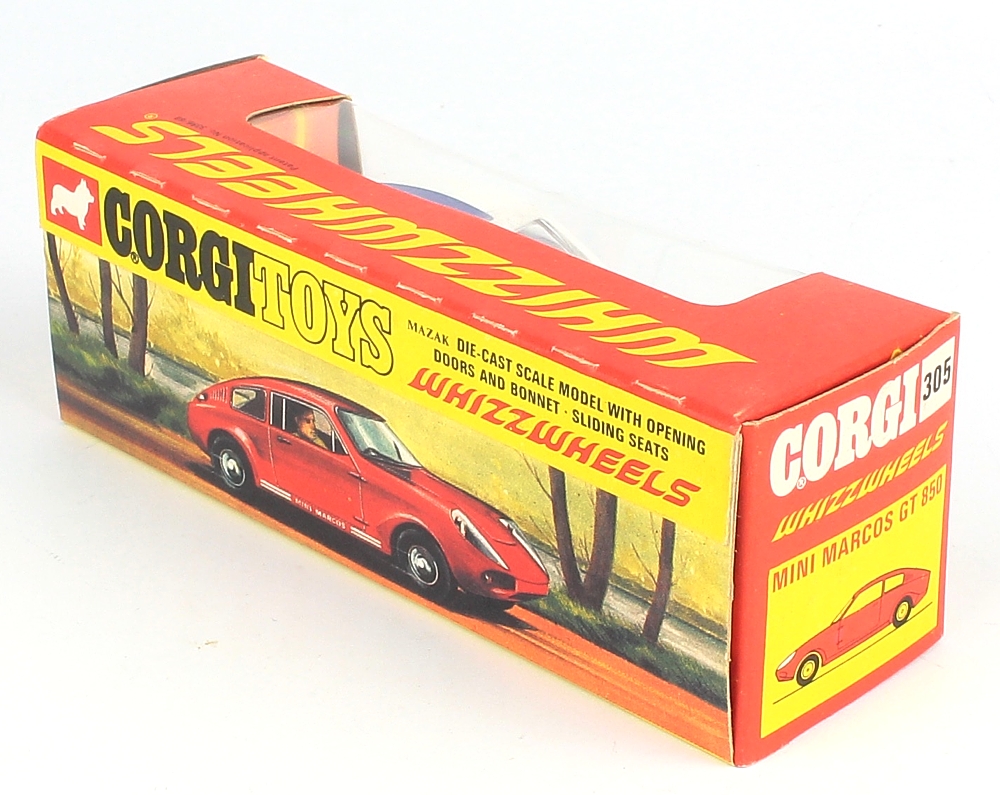 WHIZZWHEELS
CORGI TOYS
®
MAZAK DIE-CAST SCALE MODEL WITH OPENING
DOORS AND BONNET · SLIDING SEATS
WHIZZWHEELS
MINI MARCOS
CORGI
®
305
WHIZZWHEELS
MINI MARCOS GT 850